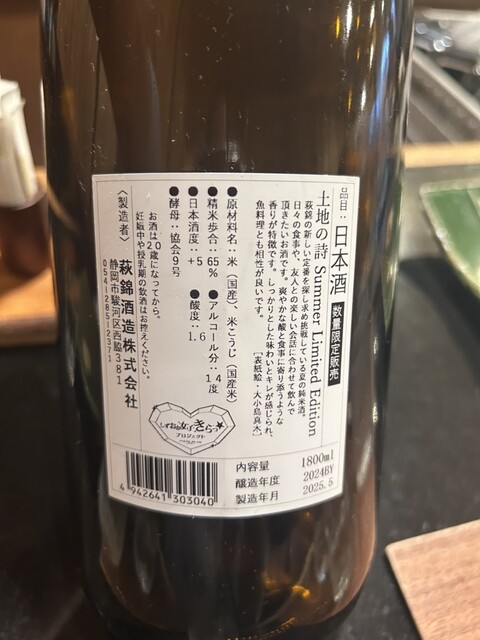 品目：日本酒 数量限定販売
土地の詩 Summer Limited Edition
萩錦の新しい定番を探し求め挑戦している夏の純米酒。
日々の食事や、友人との楽しい会話に合わせて飲んで
頂きたいお酒です。爽やかな酸と食事に寄り添うような
香りが特徴です。しっかりとした味わいとキレが感じられ、
魚料理とも相性が良いです。 [表紙絵・大小島真木]
●原材料名：米（国産）、米こうじ（国産米）
●精米歩合：65% ●アルコール分：14度
●日本酒度：+5 ●酸度：1.6
●酵母：協会9号
お酒は20歳になってから。
妊娠中や授乳期の飲酒はお控えください。
〈製造者〉萩錦酒造株式会社
静岡市駿河区西脇381
054-285-2371
しずおか女子きらっ☆
プロジェクト
4 942641 303040
内容量 1800ml
醸造年度 2024BY
製造年月 2025.5